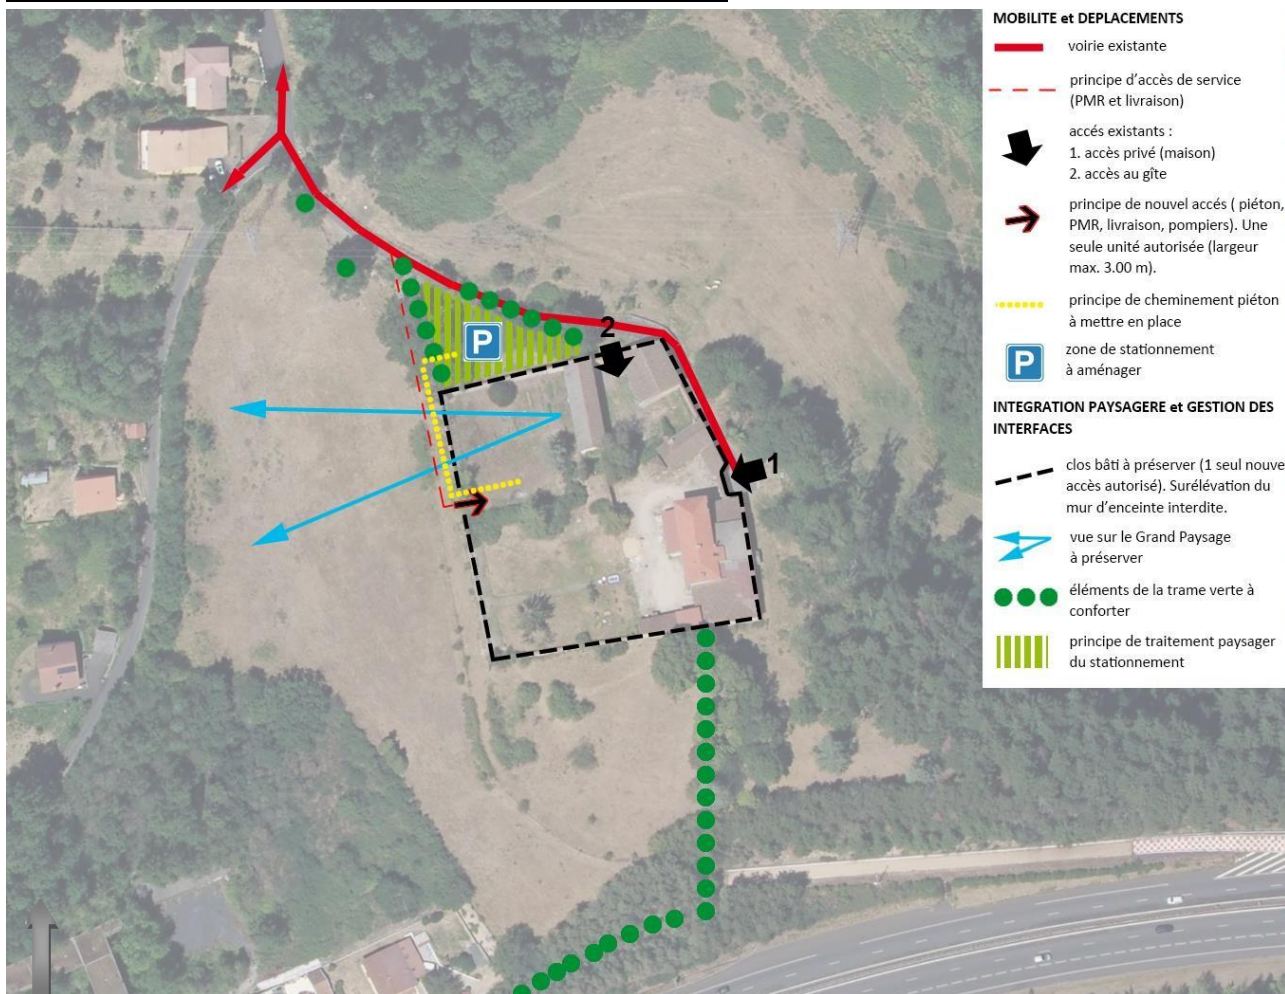 MOBILITE et DEPLACEMENTS
voirie existante
principe d'accès de service
(PMR et livraison)
accés existants :
1. accès privé (maison)
2. accès au gîte
principe de nouvel accés ( piéton,
PMR, livraison, pompiers). Une
seule unité autorisée (largeur
max. 3.00 m).
principe de cheminement piéton
à mettre en place
P
zone de stationnement
à aménager
INTEGRATION PAYSAGERE et GESTION DES
INTERFACES
clos bâti à préserver (1 seul nouve
accès autorisé). Surélévation du
mur d'enceinte interdite.
vue sur le Grand Paysage
à préserver
éléments de la trame verte à
conforter
principe de traitement paysager
du stationnement
2
P
1